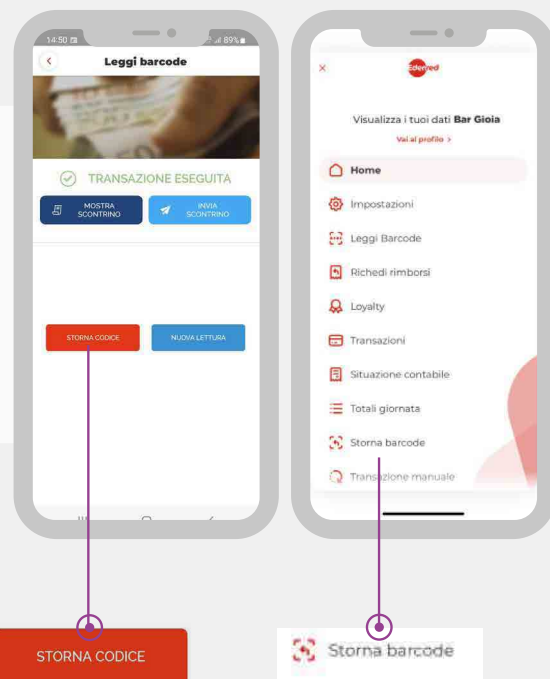 14:50
89%
Leggi barcode
TRANSAZIONE ESEGUITA
MOSTRA
SCONTRINO
INVIA
SCONTRINO
STORNA CODICE
NUOVA LETTURA
STORNA CODICE
Edenred
Visualizza i tuoi dati Bar Gioia
Vai al profilo >
Home
Impostazioni
Leggi Barcode
Richiedi rimborsi
Loyalty
Transazioni
Situazione contabile
Totali giornata
Storna barcode
Transazione manuale
Storna barcode